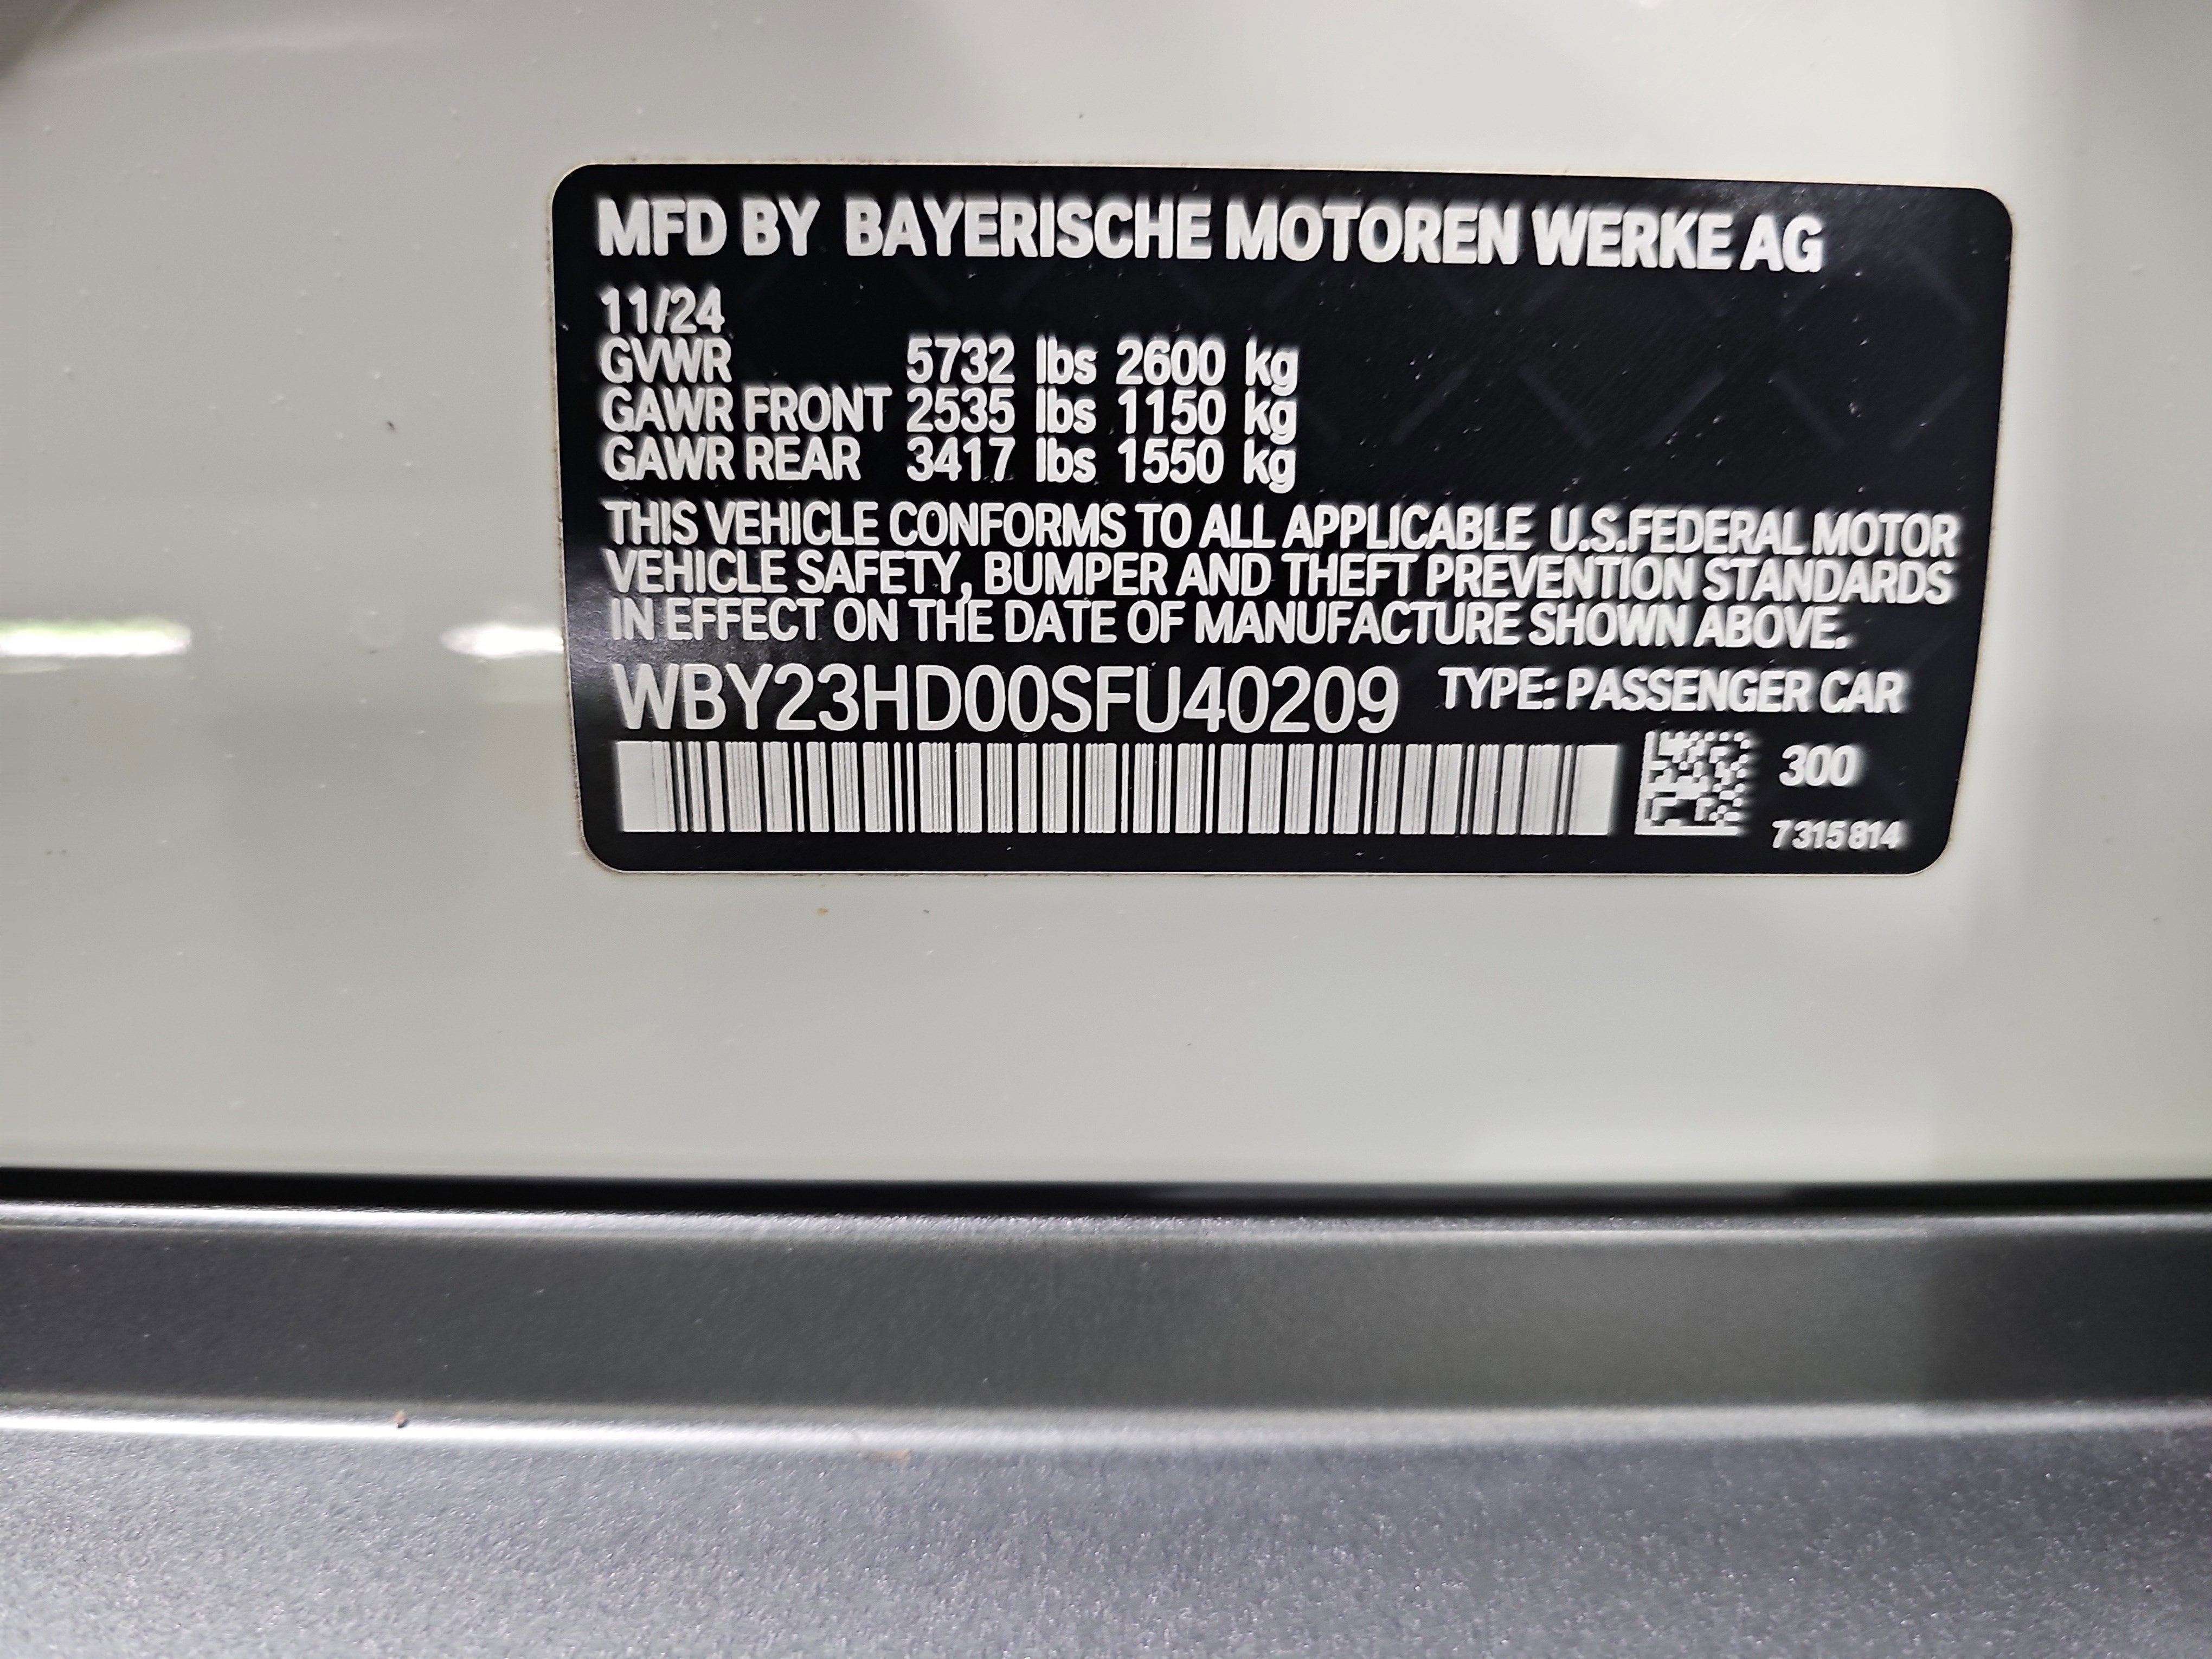 MFD BY BAYERISCHE MOTOREN WERKE AG
11/24
GVWR 5732 lbs 2600 kg
GAWR FRONT 2535 lbs 1150 kg
GAWR REAR 3417 lbs 1550 kg
THIS VEHICLE CONFORMS TO ALL APPLICABLE U.S.FEDERAL MOTOR
VEHICLE SAFETY, BUMPER AND THEFT PREVENTION STANDARDS
IN EFFECT ON THE DATE OF MANUFACTURE SHOWN ABOVE.
WBY23HD00SFU40209 TYPE: PASSENGER CAR
300
7315814